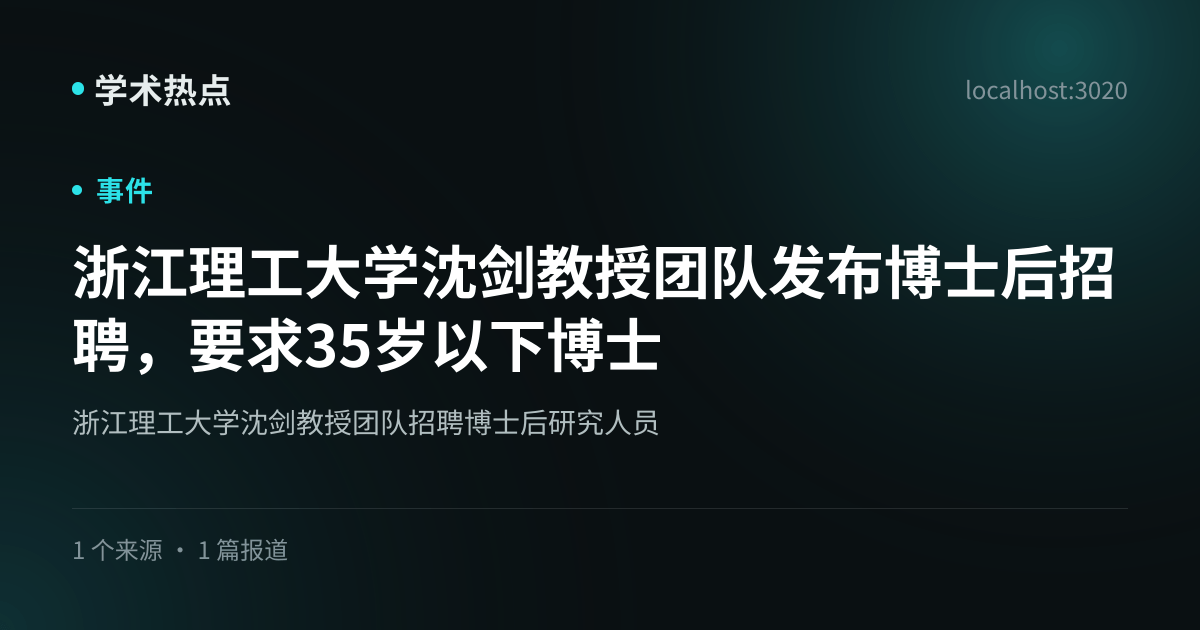 学术热点
localhost:3020
事件
浙江理工大学沈剑教授团队发布博士后招
聘，要求35岁以下博士
浙江理工大学沈剑教授团队招聘博士后研究人员
1 个来源 · 1 篇报道